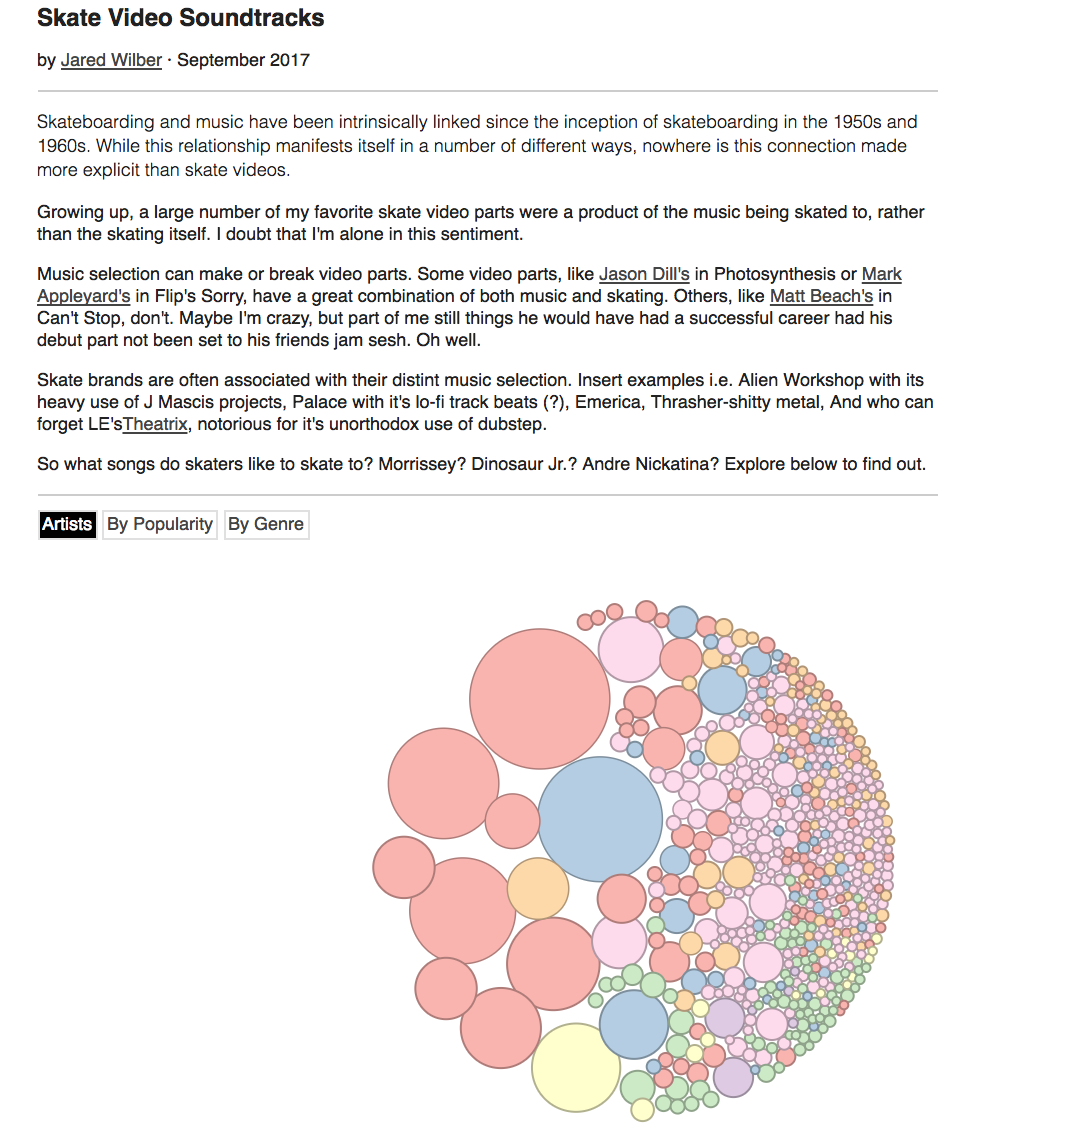 Skate Video Soundtracks
by Jared Wilber · September 2017
Skateboarding and music have been intrinsically linked since the inception of skateboarding in the 1950s and
1960s. While this relationship manifests itself in a number of different ways, nowhere is this connection made
more explicit than skate videos.
Growing up, a large number of my favorite skate video parts were a product of the music being skated to, rather
than the skating itself. I doubt that I'm alone in this sentiment.
Music selection can make or break video parts. Some video parts, like Jason Dill's in Photosynthesis or Mark
Appleyard's in Flip's Sorry, have a great combination of both music and skating. Others, like Matt Beach's in
Can't Stop, don't. Maybe I'm crazy, but part of me still things he would have had a successful career had his
debut part not been set to his friends jam sesh. Oh well.
Skate brands are often associated with their distint music selection. Insert examples i.e. Alien Workshop with its
heavy use of J Mascis projects, Palace with it's lo-fi track beats (?), Emerica, Thrasher-shitty metal, And who can
forget LE'sTheatrix, notorious for it's unorthodox use of dubstep.
So what songs do skaters like to skate to? Morrissey? Dinosaur Jr.? Andre Nickatina? Explore below to find out.
Artists By Popularity By Genre